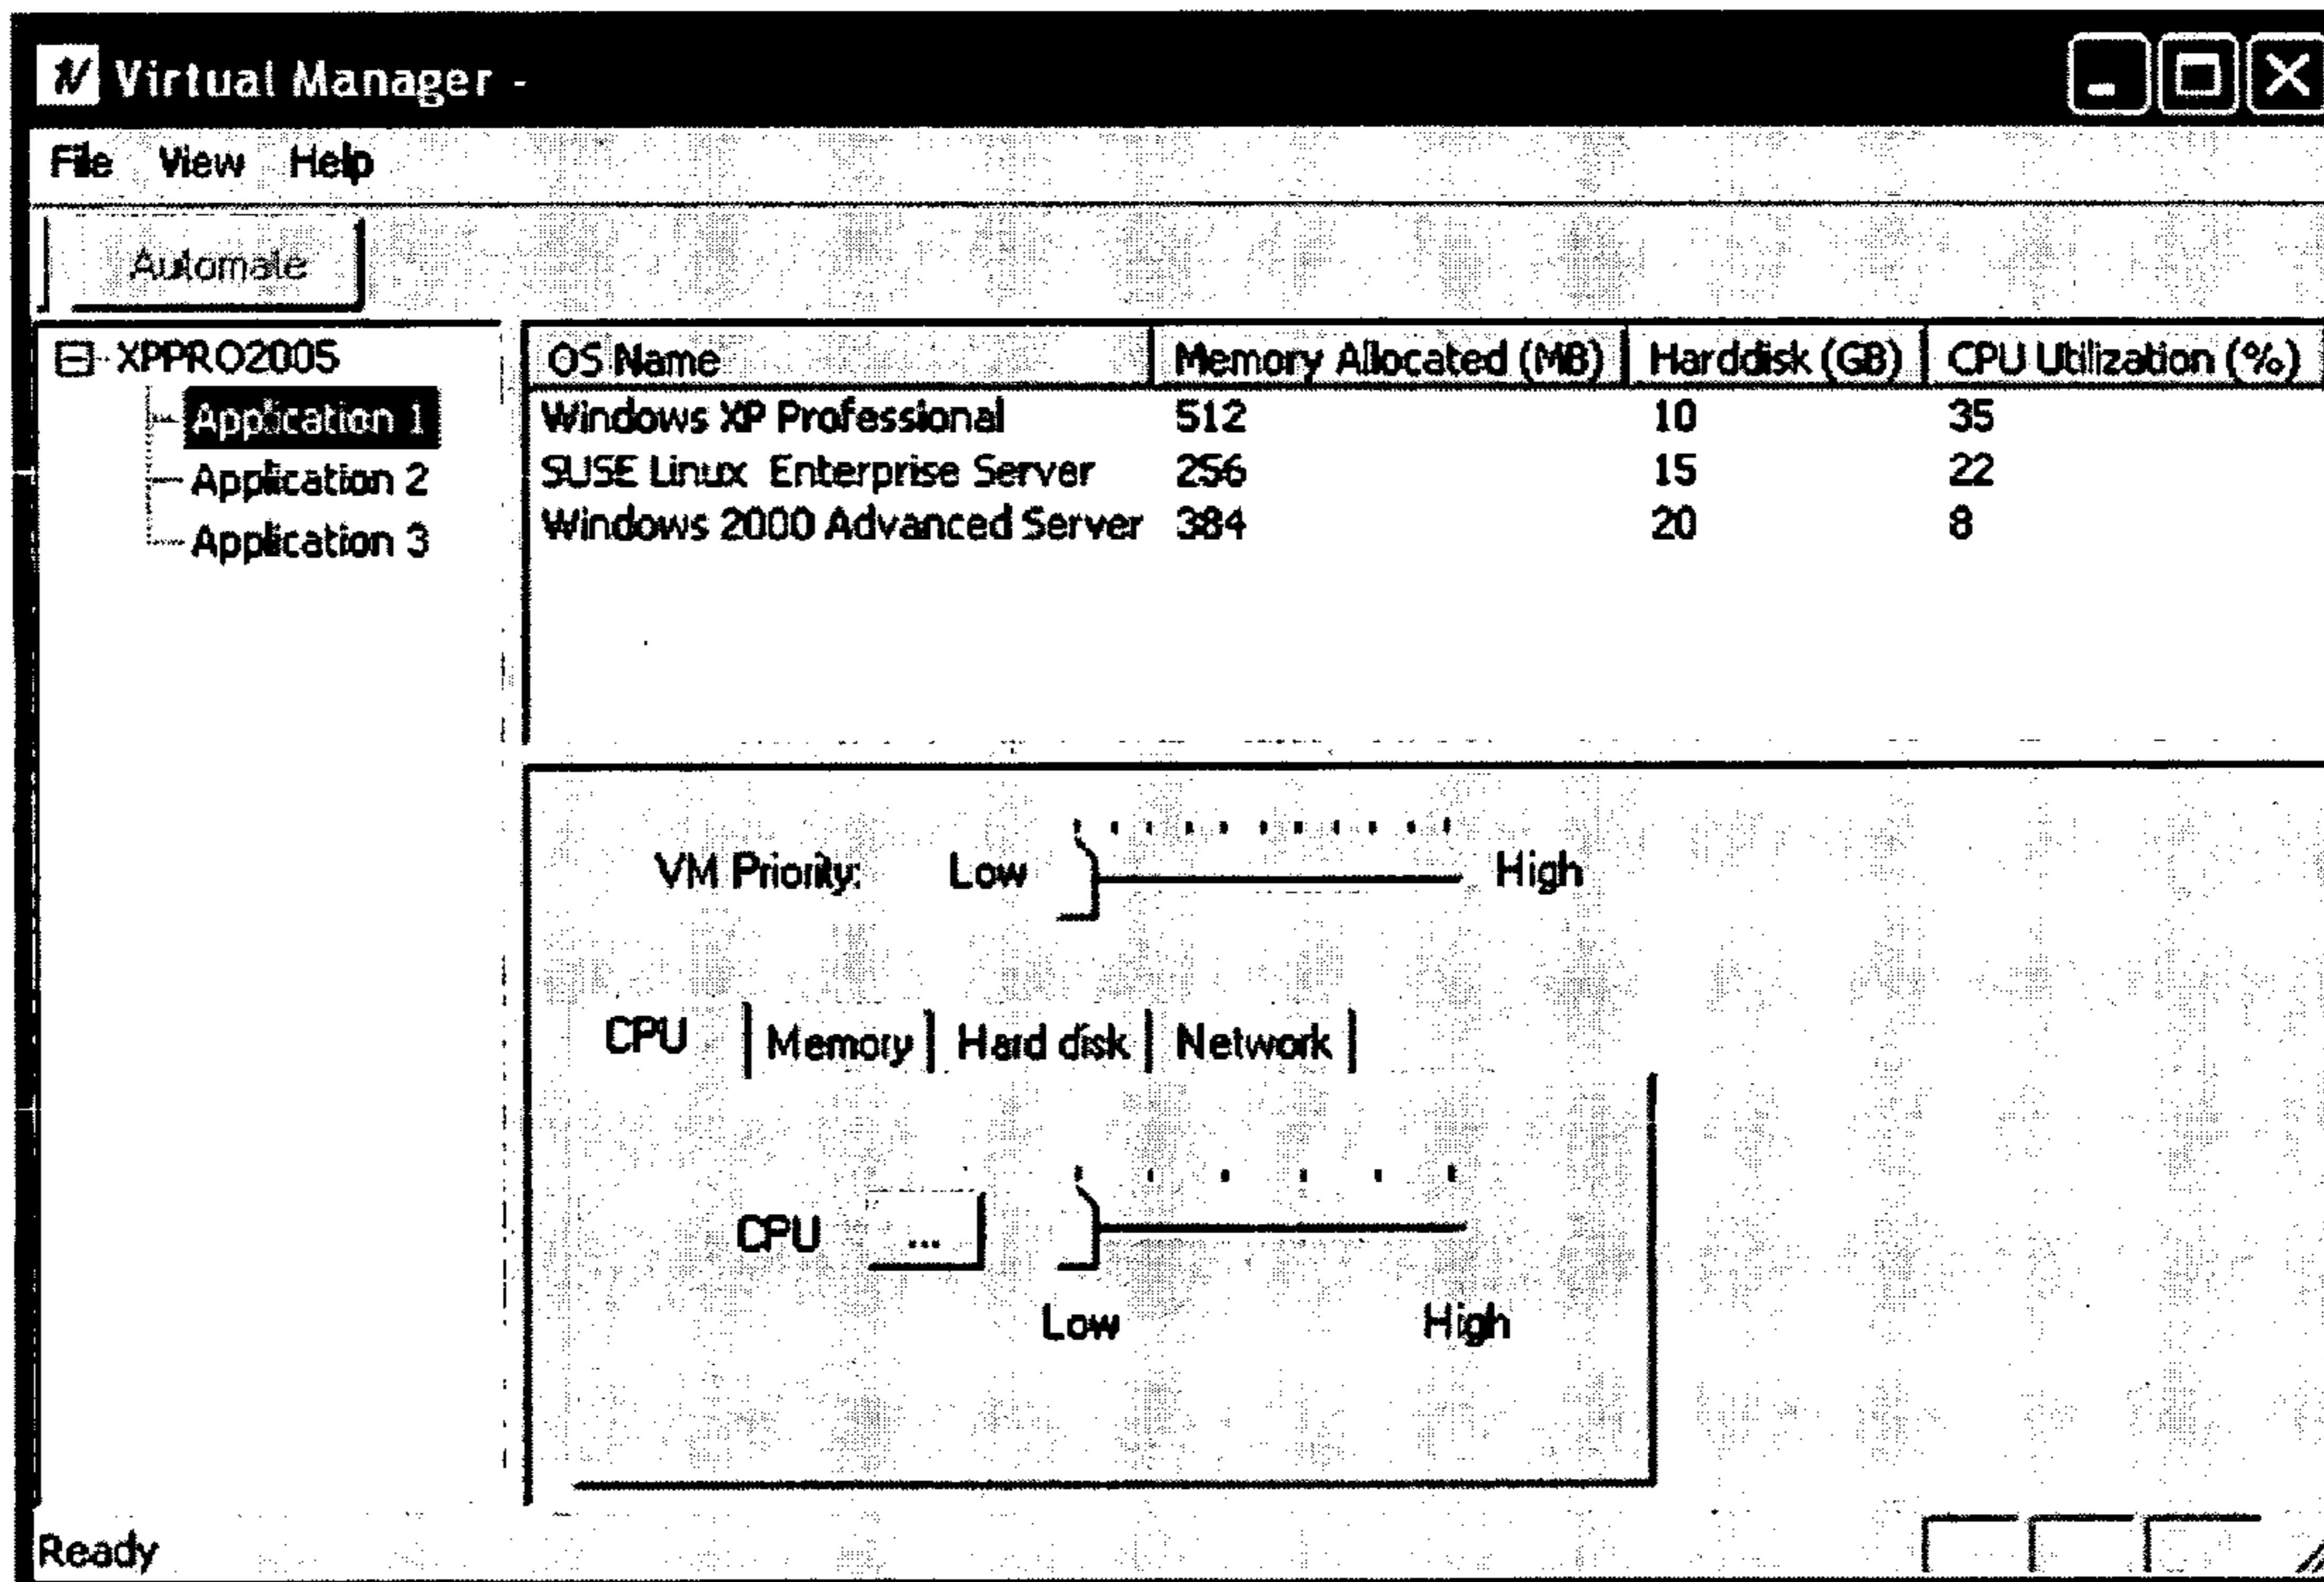 Virtual Manager -
File View Help
Automate
XPPRO2005
Application 1
Application 2
Application 3
OS Name Memory Allocated (MB) Harddisk (GB) CPU Utilization (%)
Windows XP Professional 512 10 35
SUSE Linux Enterprise Server 256 15 22
Windows 2000 Advanced Server 384 20 8
VM Priority: Low High
CPU Memory Hard disk Network
CPU ...
Low High
Ready